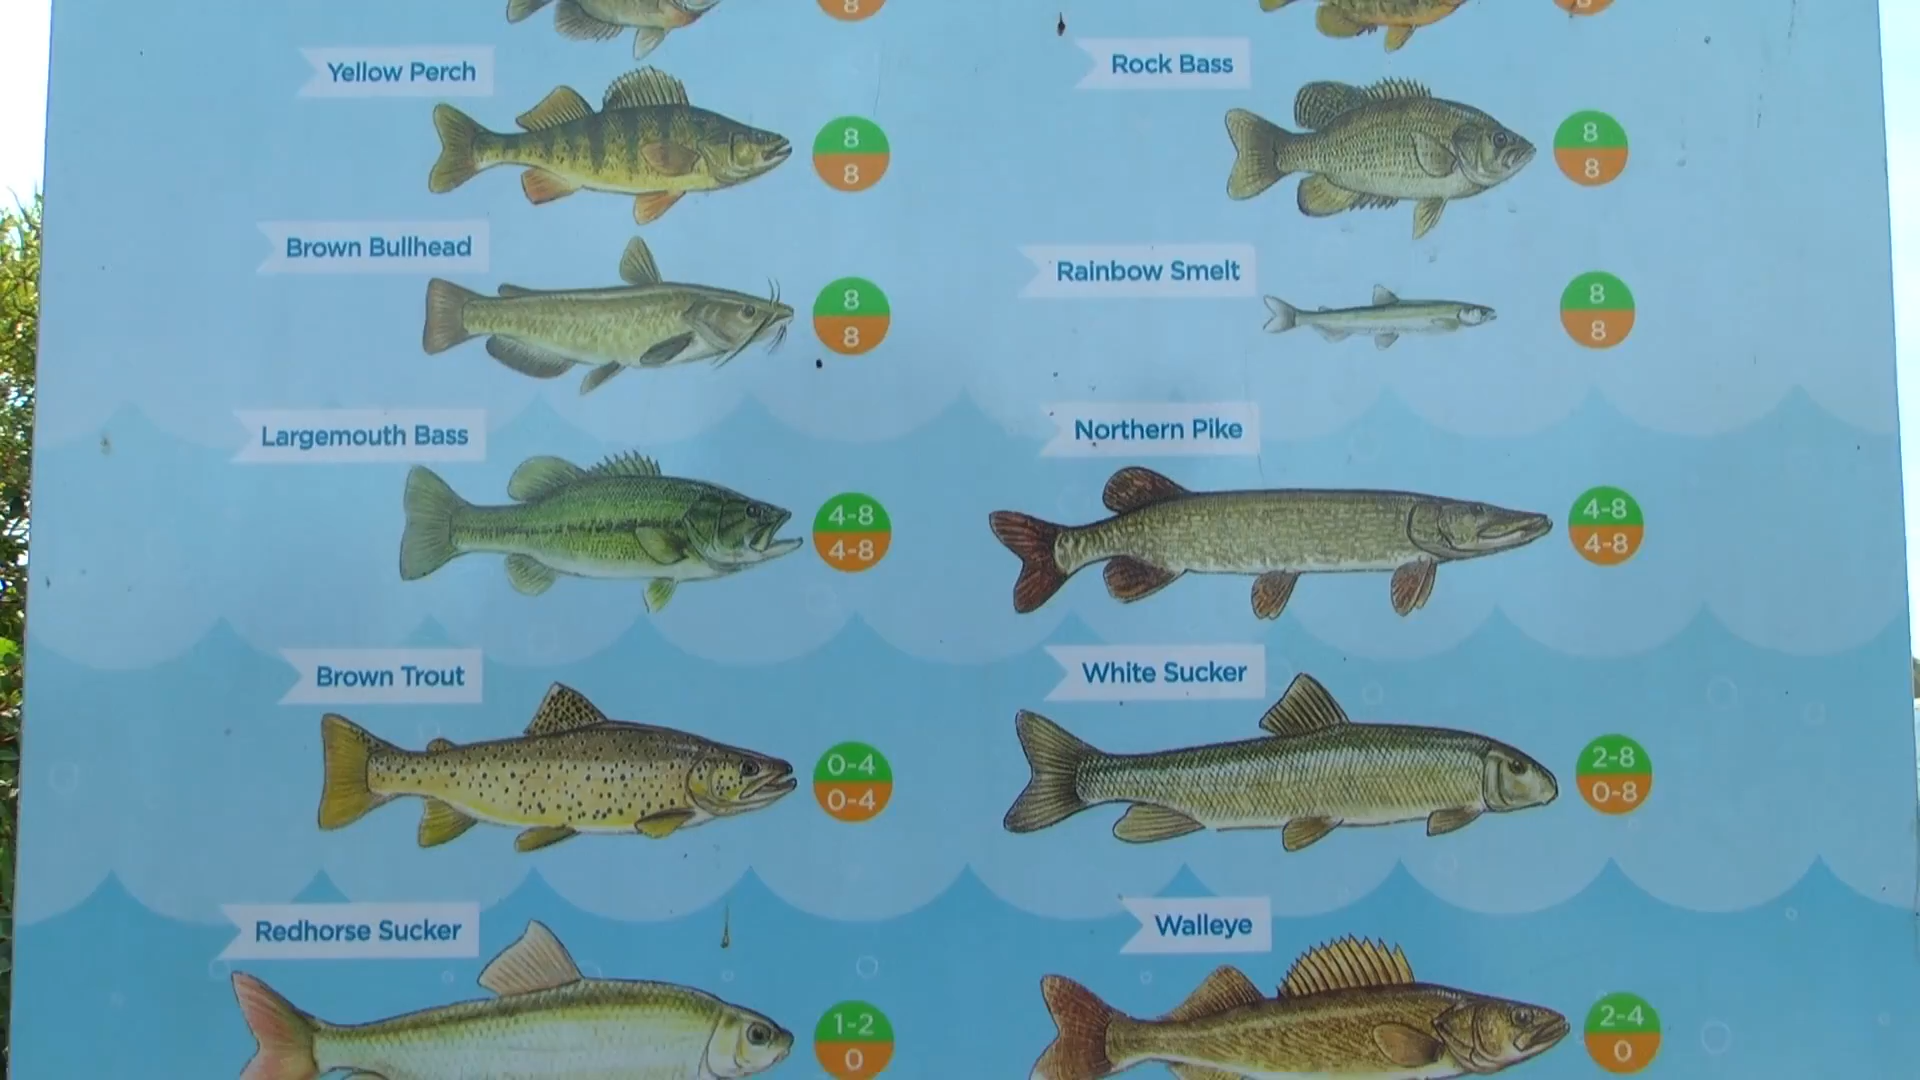 8
8
Yellow Perch
8
8
Rock Bass
8
8
Brown Bullhead
8
8
Rainbow Smelt
8
8
Largemouth Bass
4-8
4-8
Northern Pike
4-8
4-8
Brown Trout
0-4
0-4
White Sucker
2-8
0-8
Redhorse Sucker
1-2
0
Walleye
2-4
0